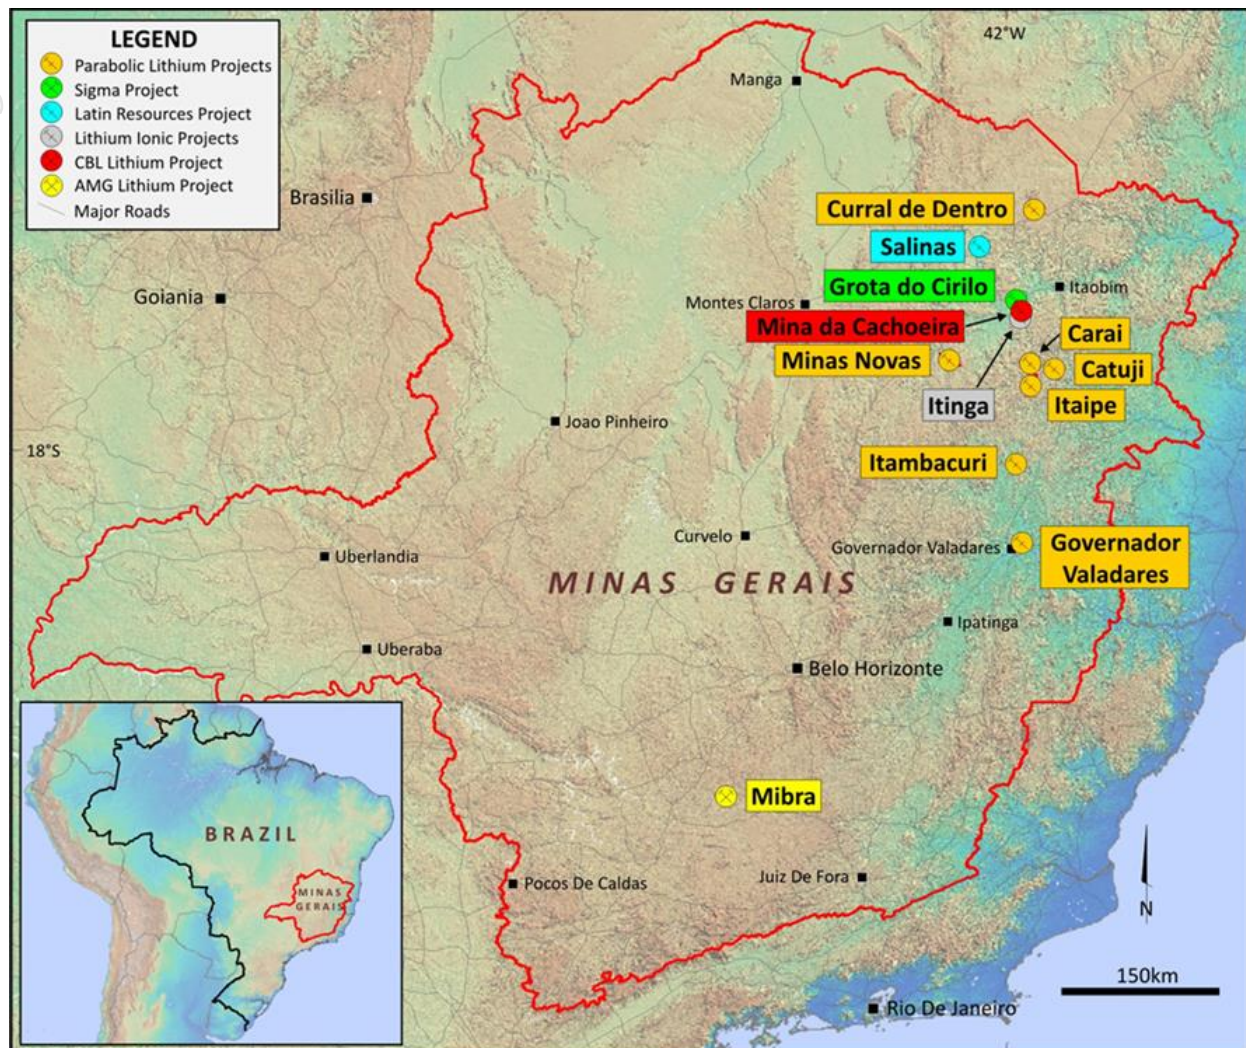 LEGEND
Parabolic Lithium Projects
Sigma Project
Latin Resources Project
Lithium Ionic Projects
CBL Lithium Project
AMG Lithium Project
Major Roads
42°W
Manga
Brasilia
Curral de Dentro
Salinas
Goiania
Grota do Cirilo
Itaobim
Montes Claros
Mina da Cachoeira
Carai
Minas Novas
Catuji
Itinga
Itaipe
Joao Pinheiro
18°S
Itambacuri
Curvelo
Governador Valadares
Governador
Valadares
Uberlandia
MINAS GERAIS
Ipatinga
Uberaba
Belo Horizonte
Mibra
BRAZIL
MINAS
GERAIS
Pocos De Caldas
Juiz De Fora
N
150km
Rio De Janeiro